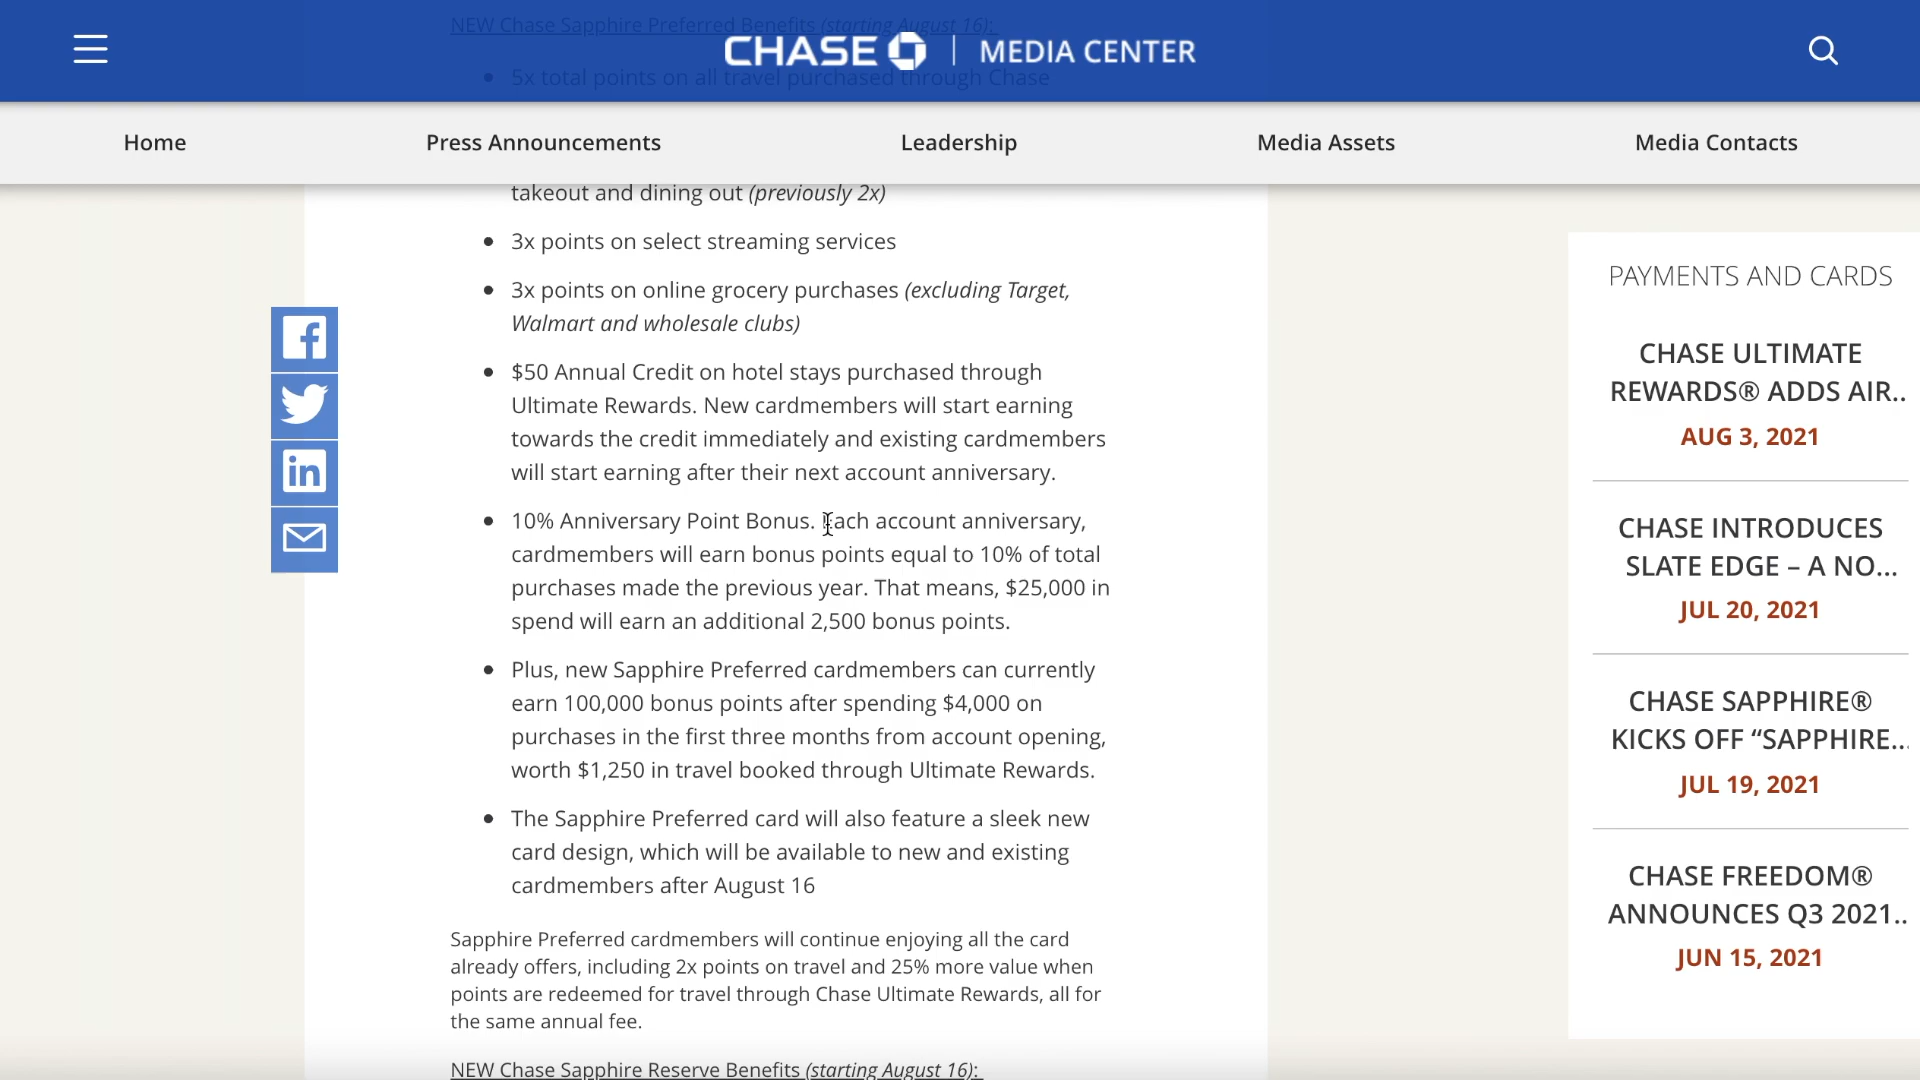 NEW Chase Sapphire Preferred Benefits (starting August 16):
CHASE | MEDIA CENTER
5x total points on all travel purchased through Chase
Home
Press Announcements
Leadership
Media Assets
Media Contacts
takeout and dining out (previously 2x)
3x points on select streaming services
3x points on online grocery purchases (excluding Target,
Walmart and wholesale clubs)
$50 Annual Credit on hotel stays purchased through
Ultimate Rewards. New cardmembers will start earning
towards the credit immediately and existing cardmembers
will start earning after their next account anniversary.
10% Anniversary Point Bonus. Each account anniversary,
cardmembers will earn bonus points equal to 10% of total
purchases made the previous year. That means, $25,000 in
spend will earn an additional 2,500 bonus points.
Plus, new Sapphire Preferred cardmembers can currently
earn 100,000 bonus points after spending $4,000 on
purchases in the first three months from account opening,
worth $1,250 in travel booked through Ultimate Rewards.
The Sapphire Preferred card will also feature a sleek new
card design, which will be available to new and existing
cardmembers after August 16
Sapphire Preferred cardmembers will continue enjoying all the card
already offers, including 2x points on travel and 25% more value when
points are redeemed for travel through Chase Ultimate Rewards, all for
the same annual fee.
NEW Chase Sapphire Reserve Benefits (starting August 16):
PAYMENTS AND CARDS
CHASE ULTIMATE
REWARDS® ADDS AIR..
AUG 3, 2021
CHASE INTRODUCES
SLATE EDGE – A NO...
JUL 20, 2021
CHASE SAPPHIRE®
KICKS OFF “SAPPHIRE...
JUL 19, 2021
CHASE FREEDOM®
ANNOUNCES Q3 2021..
JUN 15, 2021